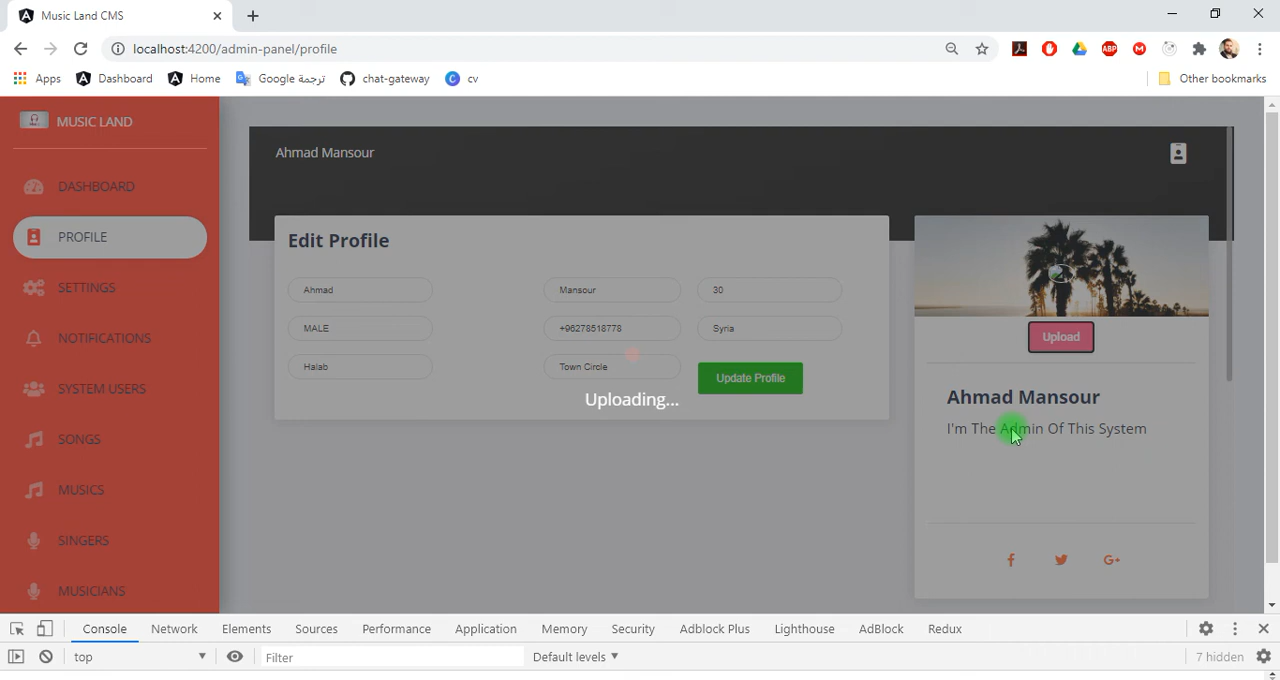 Music Land CMS
localhost:4200/admin-panel/profile
ABP
M
Apps Dashboard Home ترجمة Google chat-gateway C cv Other bookmarks
MUSIC LAND
DASHBOARD
PROFILE
SETTINGS
NOTIFICATIONS
SYSTEM USERS
SONGS
MUSICS
SINGERS
MUSICIANS
Ahmad Mansour
Edit Profile
Ahmad Mansour 30
MALE +96278518778 Syria
Halab Town Circle Update Profile
Uploading...
Upload
Ahmad Mansour
I'm The Admin Of This System
Console Network Elements Sources Performance Application Memory Security Adblock Plus Lighthouse AdBlock Redux
top Filter Default levels 7 hidden